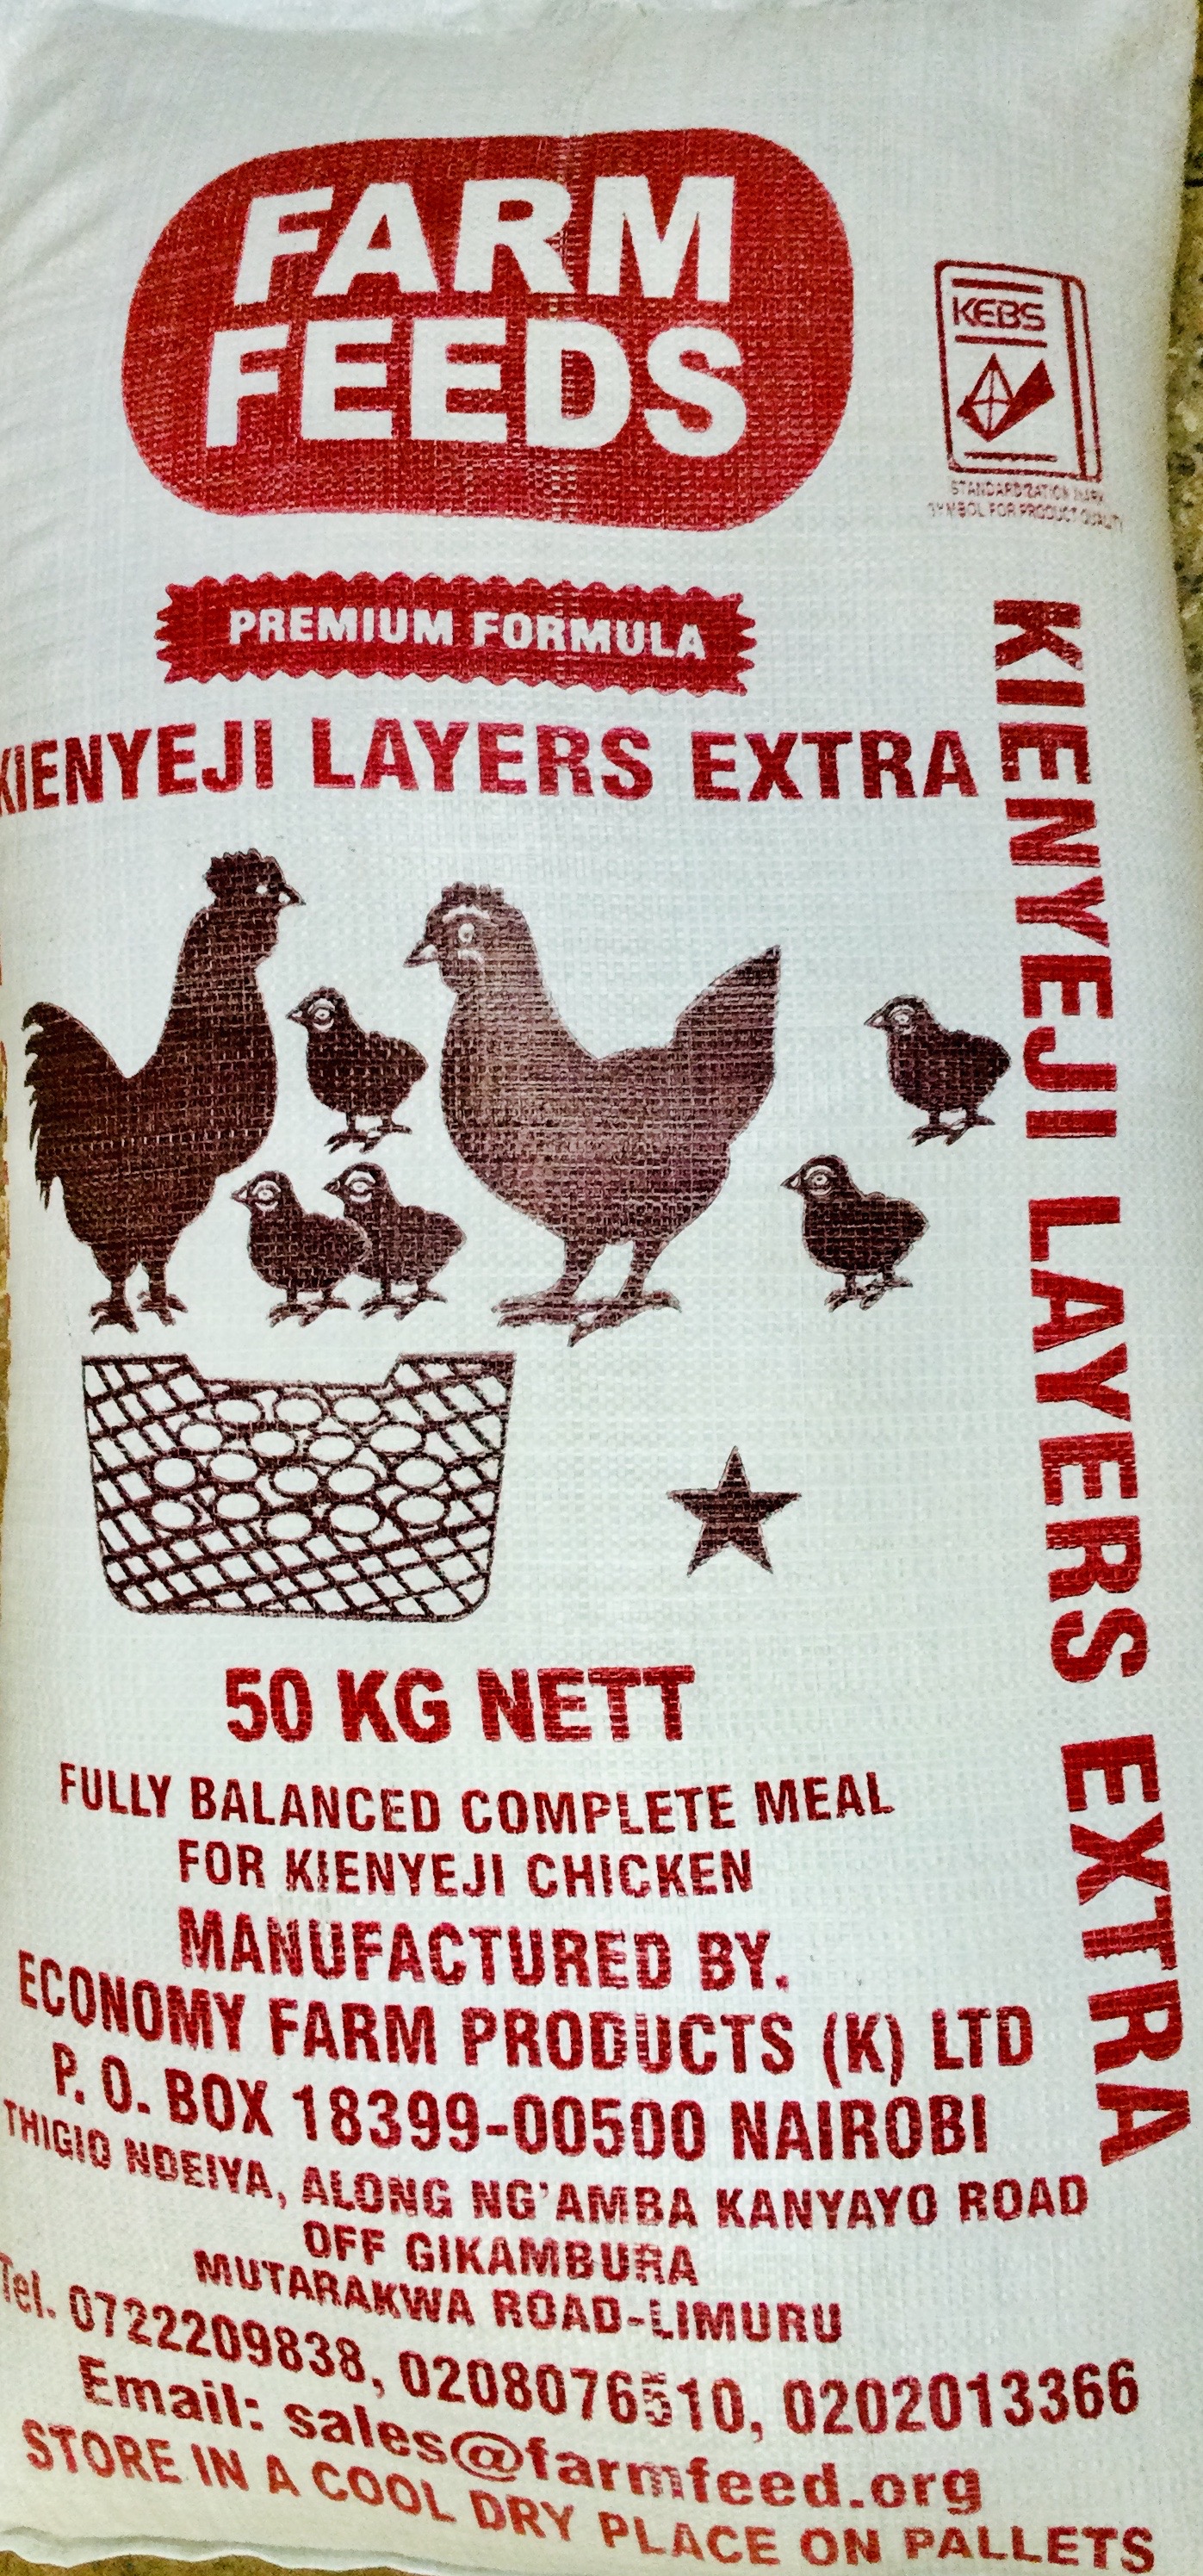 FARM
FEEDS
KEBS
STANDARDIZATION MARK
SYMBOL FOR PRODUCT QUALITY
PREMIUM FORMULA
KIENYEJI LAYERS EXTRA
KIENYEJI LAYERS EXTRA
50 KG NETT
FULLY BALANCED COMPLETE MEAL
FOR KIENYEJI CHICKEN
MANUFACTURED BY.
ECONOMY FARM PRODUCTS (K) LTD
P. O. BOX 18399-00500 NAIROBI
THIGIO NDEIYA, ALONG NG'AMBA KANYAYO ROAD
OFF GIKAMBURA
MUTARAKWA ROAD-LIMURU
Tel. 0722209838, 0208076510, 0202013366
Email: sales@farmfeed.org
STORE IN A COOL DRY PLACE ON PALLETS